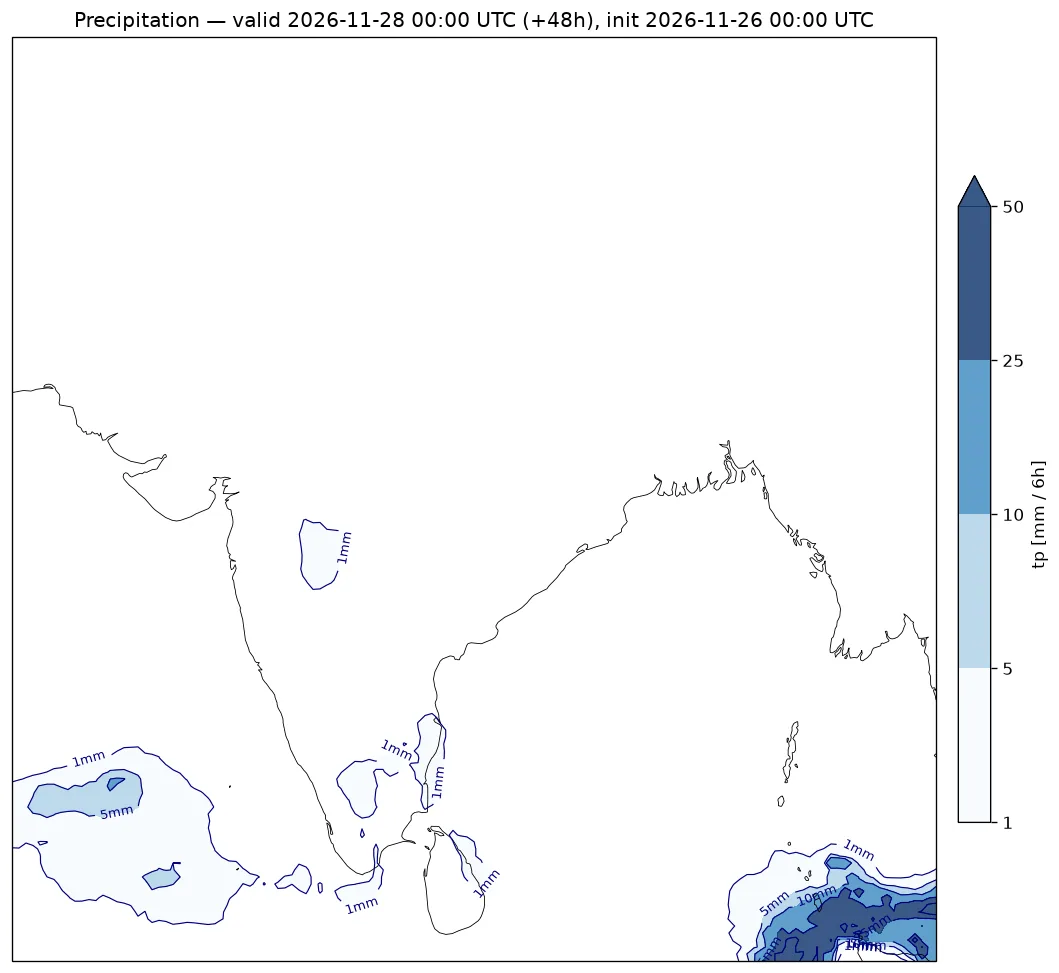 Precipitation — valid 2026-11-28 00:00 UTC (+48h), init 2026-11-26 00:00 UTC
50
25
10
5
1
tp [mm / 6h]
1mm
1mm
1mm
1mm
5mm
1mm
1mm
1mm
1mm
5mm
10mm